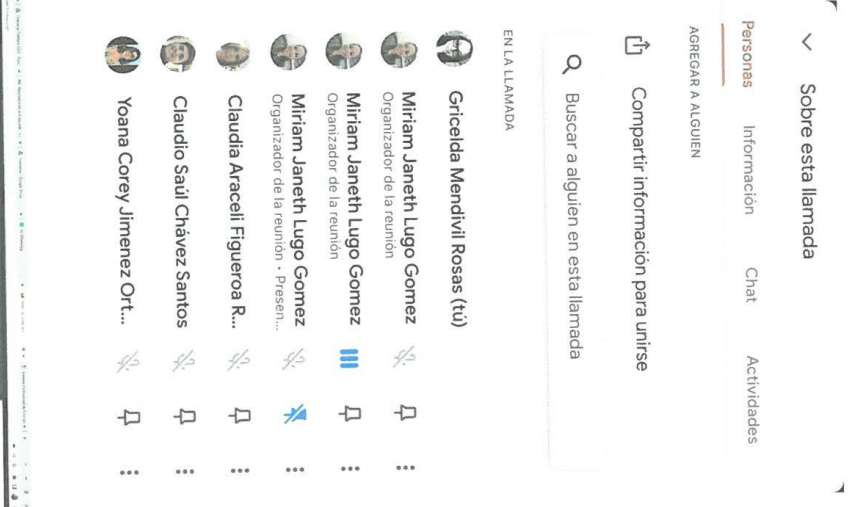 Sobre esta llamada
Personas Información Chat Actividades
AGREGAR A ALGUIEN
Compartir información para unirse
Buscar a alguien en esta llamada
EN LA LLAMADA
Gricelda Mendivil Rosas (tú)
Miriam Janeth Lugo Gomez
Organizador de la reunión
Miriam Janeth Lugo Gomez
Organizador de la reunión
Miriam Janeth Lugo Gomez
Organizador de la reunión • Presen...
Claudia Araceli Figueroa R...
Claudio Saúl Chávez Santos
Yoana Corey Jimenez Ort...